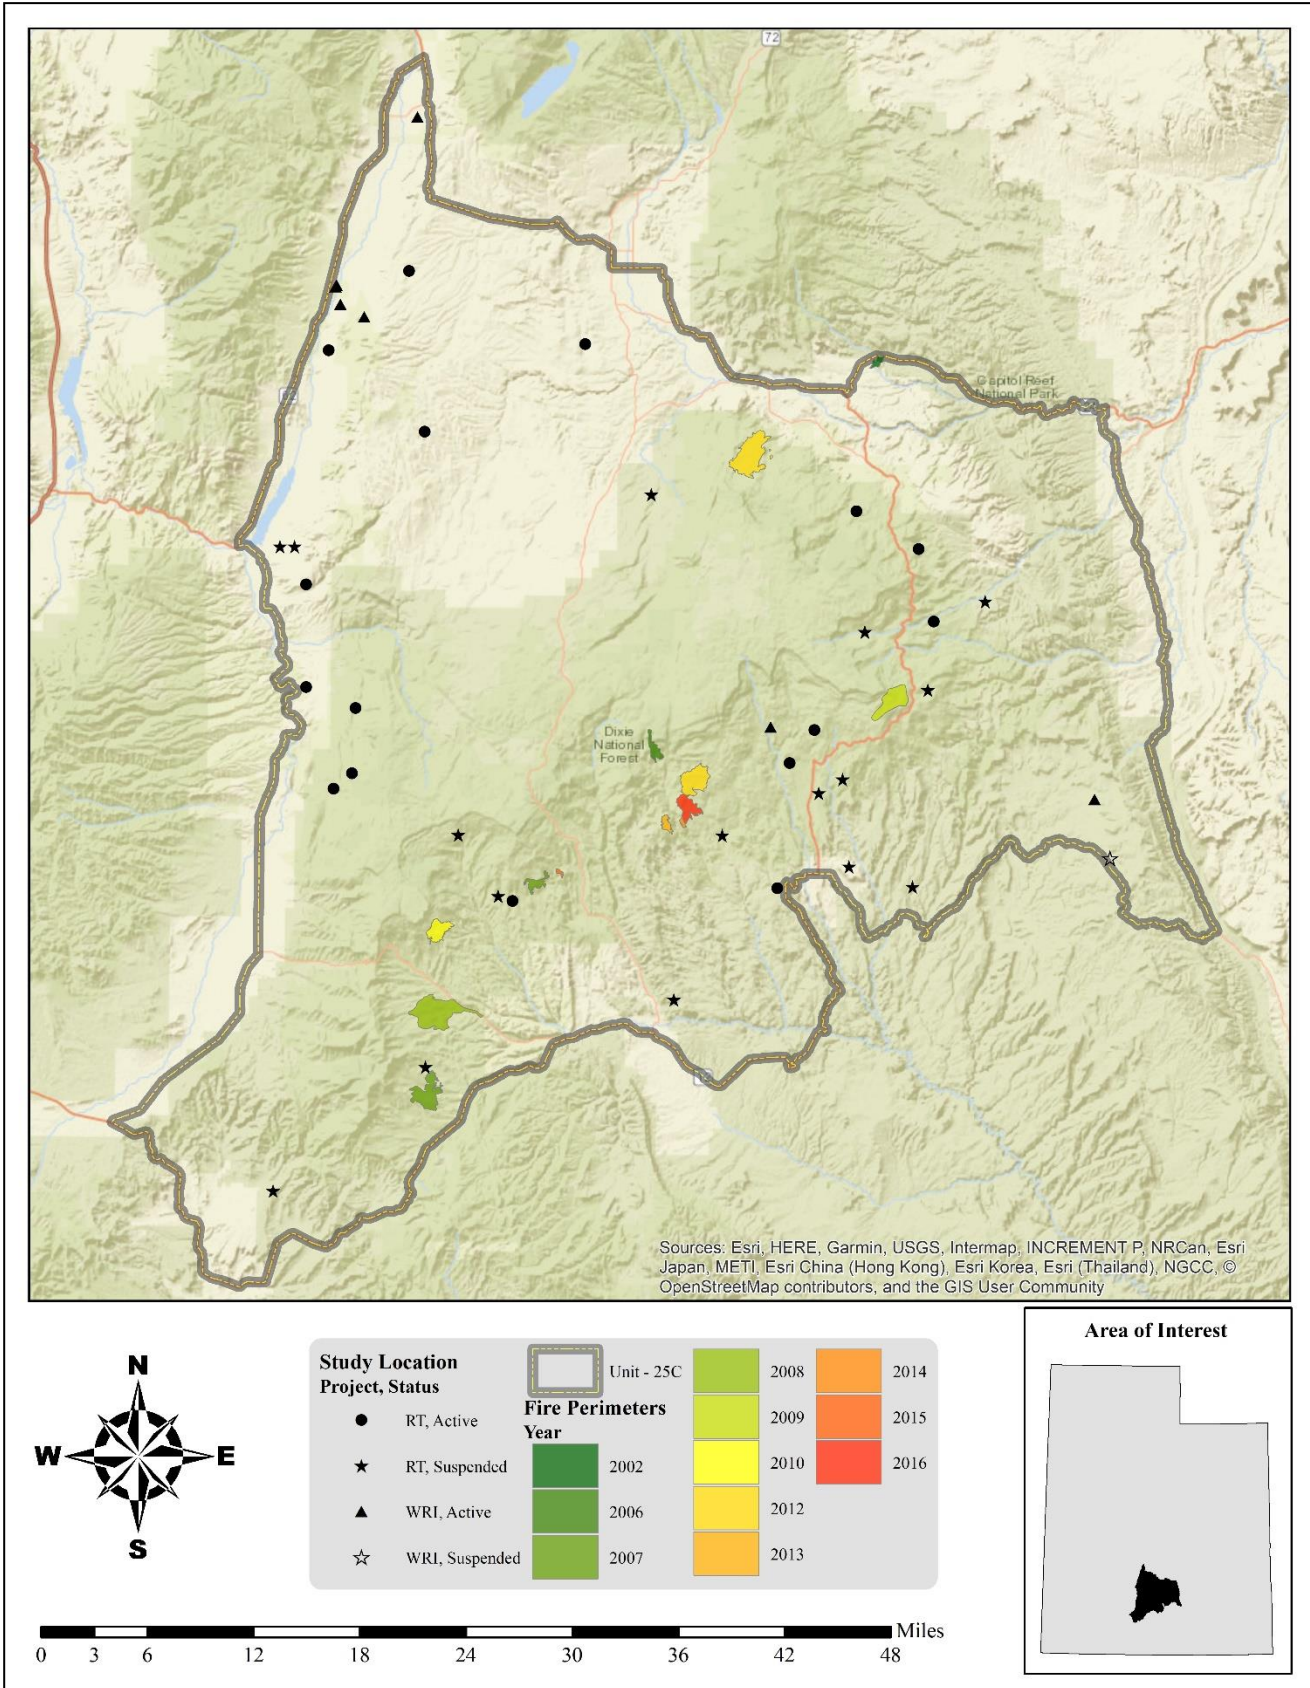 72
Capitol Reef
National Park
Dixie
National
Forest
Sources: Esri, HERE, Garmin, USGS, Intermap, INCREMENT P, NRCan, Esri
Japan, METI, Esri China (Hong Kong), Esri Korea, Esri (Thailand), NGCC, ©
OpenStreetMap contributors, and the GIS User Community
N
W
E
S
Study Location
Project, Status
RT, Active
RT, Suspended
WRI, Active
WRI, Suspended
Unit - 25C
Fire Perimeters
Year
2002
2006
2007
2008
2009
2010
2012
2013
2014
2015
2016
Miles
0 3 6 12 18 24 30 36 42 48
Area of Interest